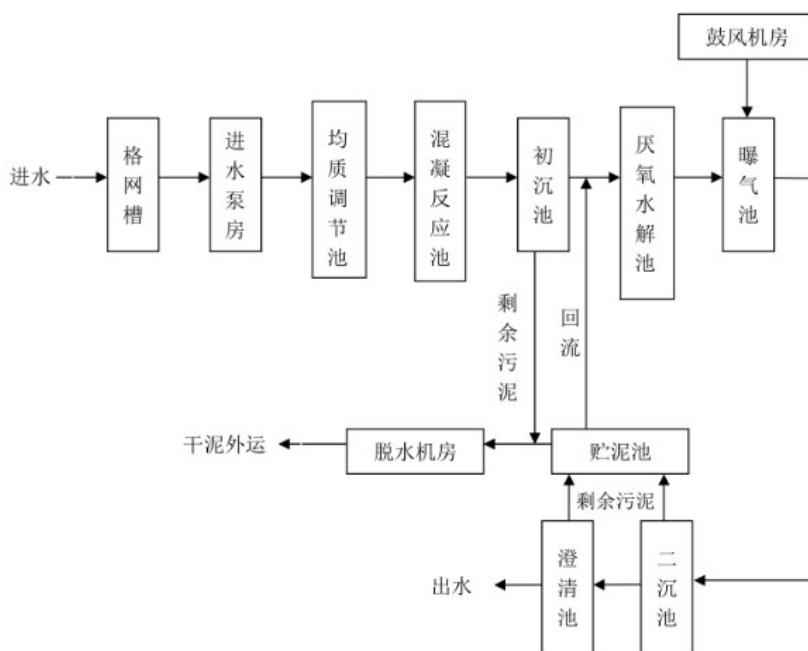 鼓风机房
进水
格网槽
进水泵房
均质调节池
混凝反应池
初沉池
厌氧水解池
曝气池
剩余污泥
回流
干泥外运
脱水机房
贮泥池
剩余污泥
出水
澄清池
二沉池